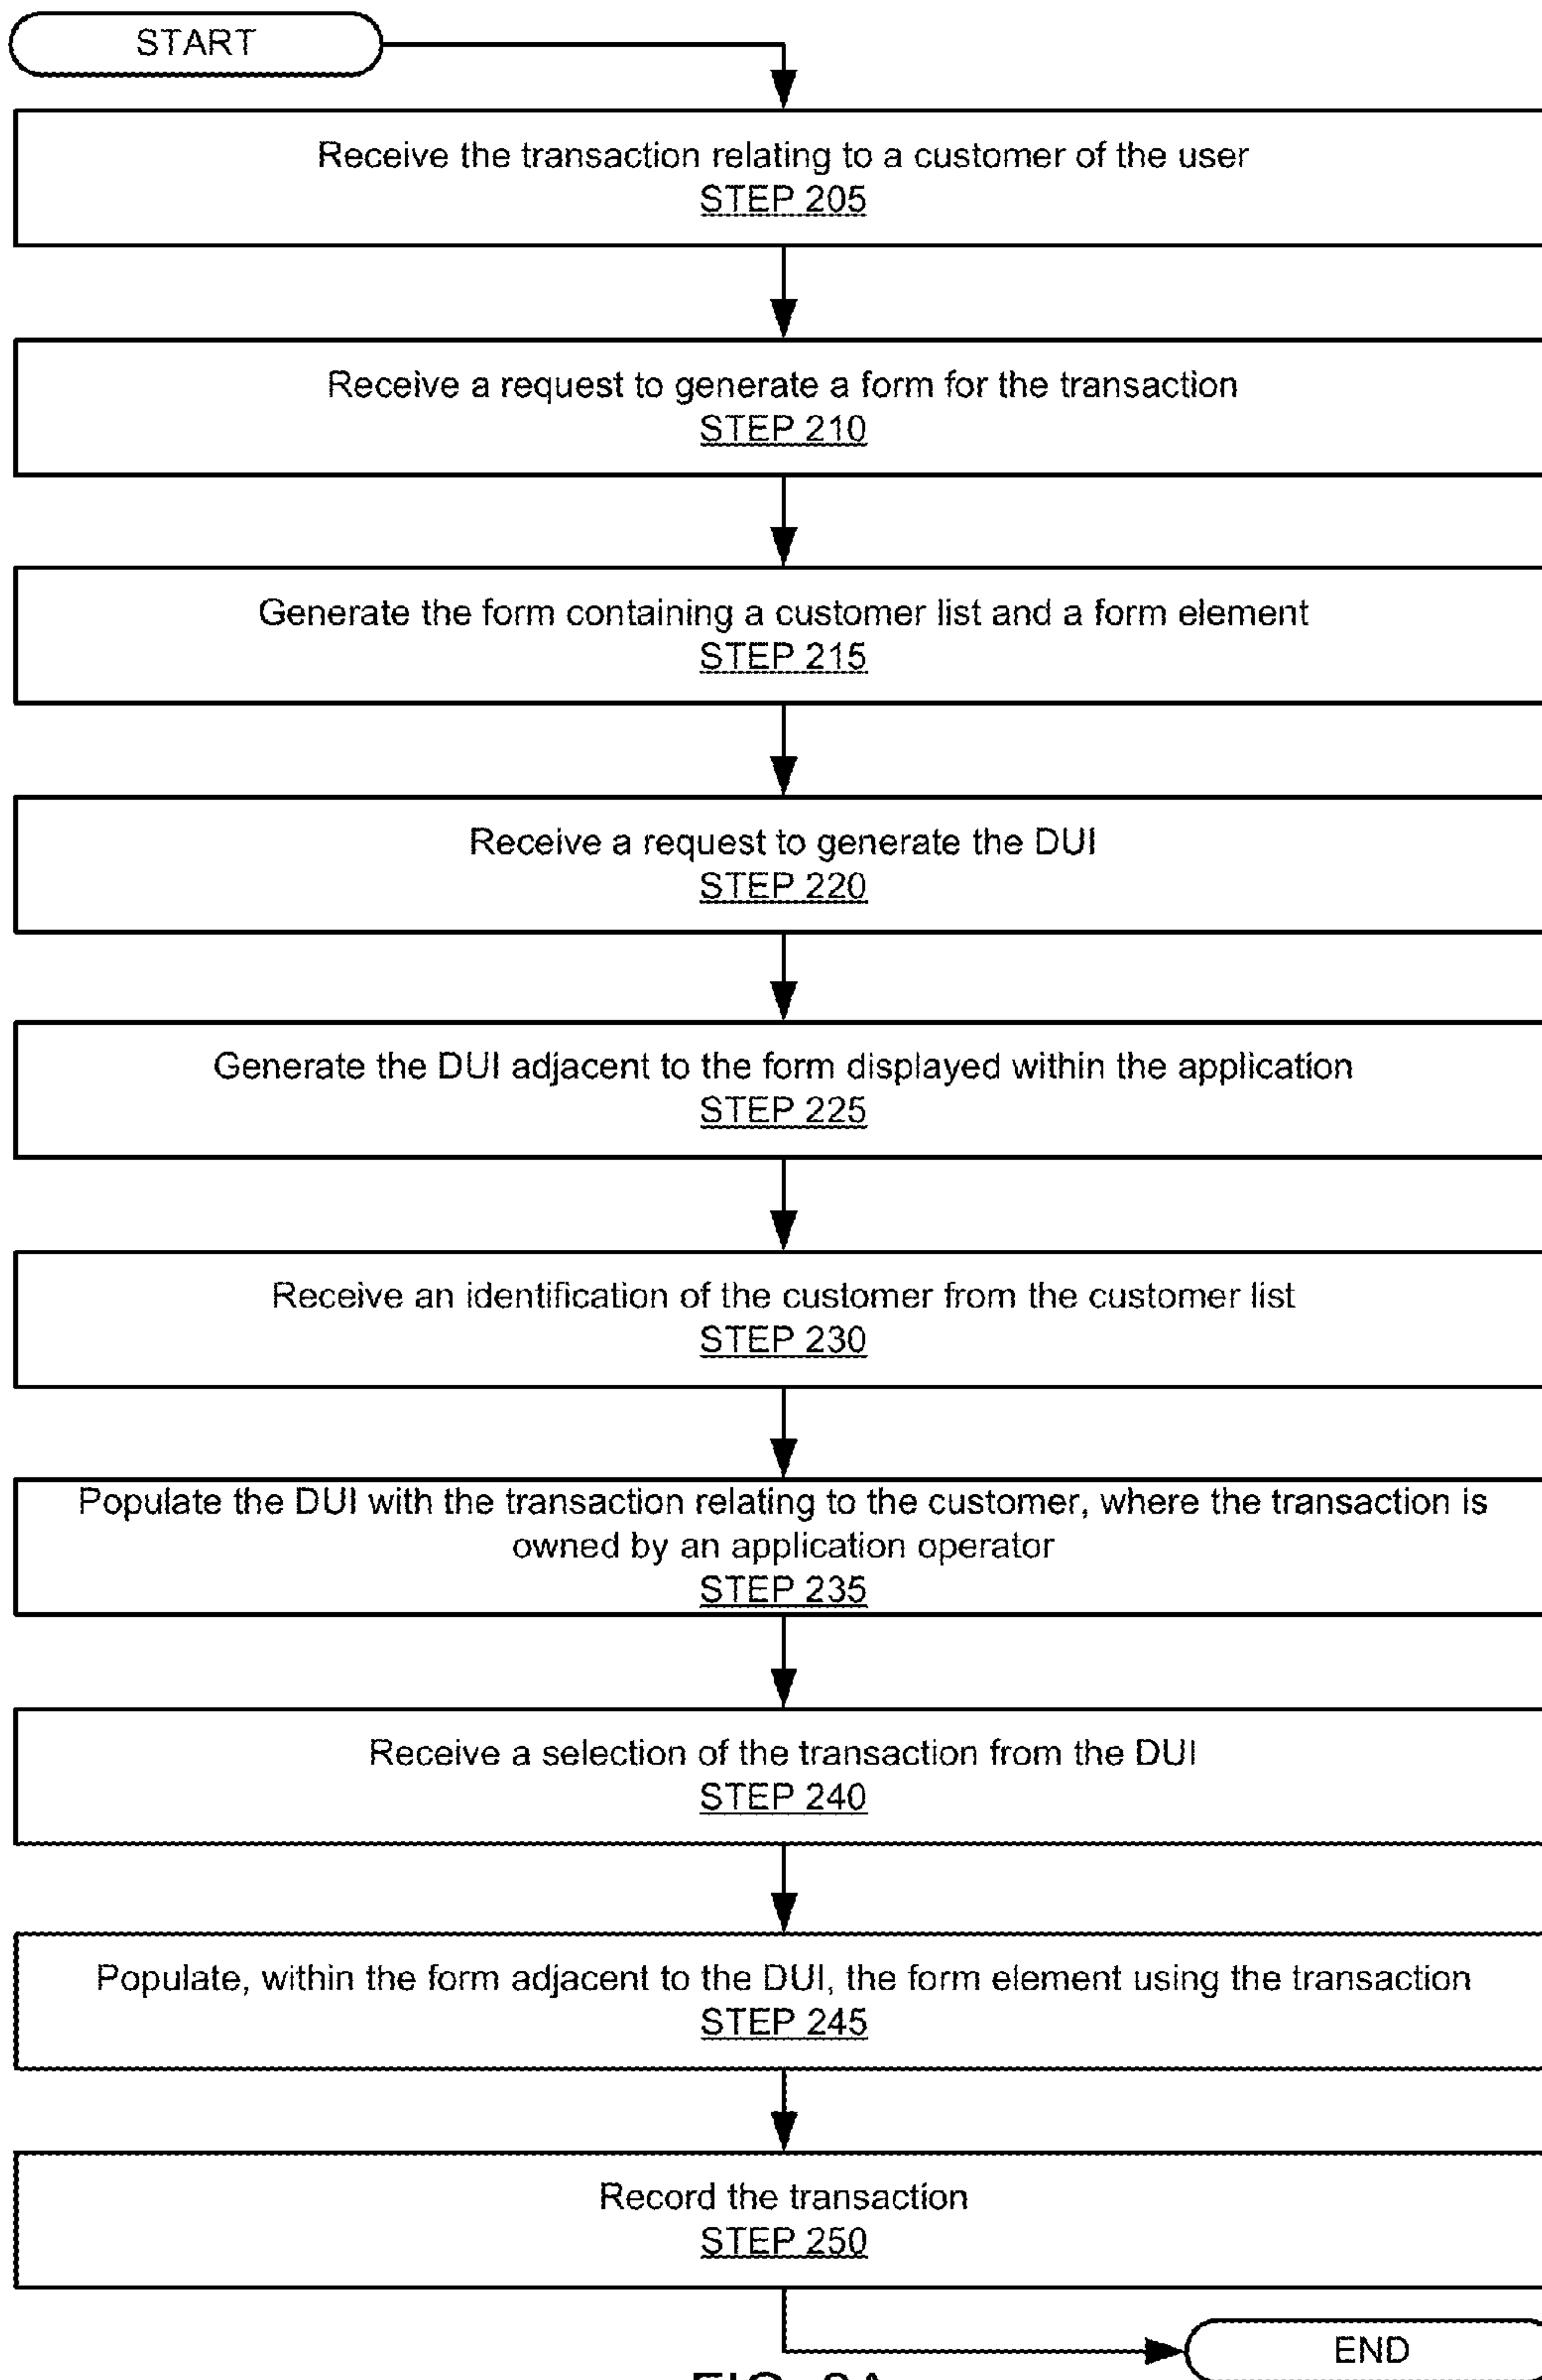 START
Receive the transaction relating to a customer of the user
STEP 205
Receive a request to generate a form for the transaction
STEP 210
Generate the form containing a customer list and a form element
STEP 215
Receive a request to generate the DUI
STEP 220
Generate the DUI adjacent to the form displayed within the application
STEP 225
Receive an identification of the customer from the customer list
STEP 230
Populate the DUI with the transaction relating to the customer, where the transaction is
owned by an application operator
STEP 235
Receive a selection of the transaction from the DUI
STEP 240
Populate, within the form adjacent to the DUI, the form element using the transaction
STEP 245
Record the transaction
STEP 250
END